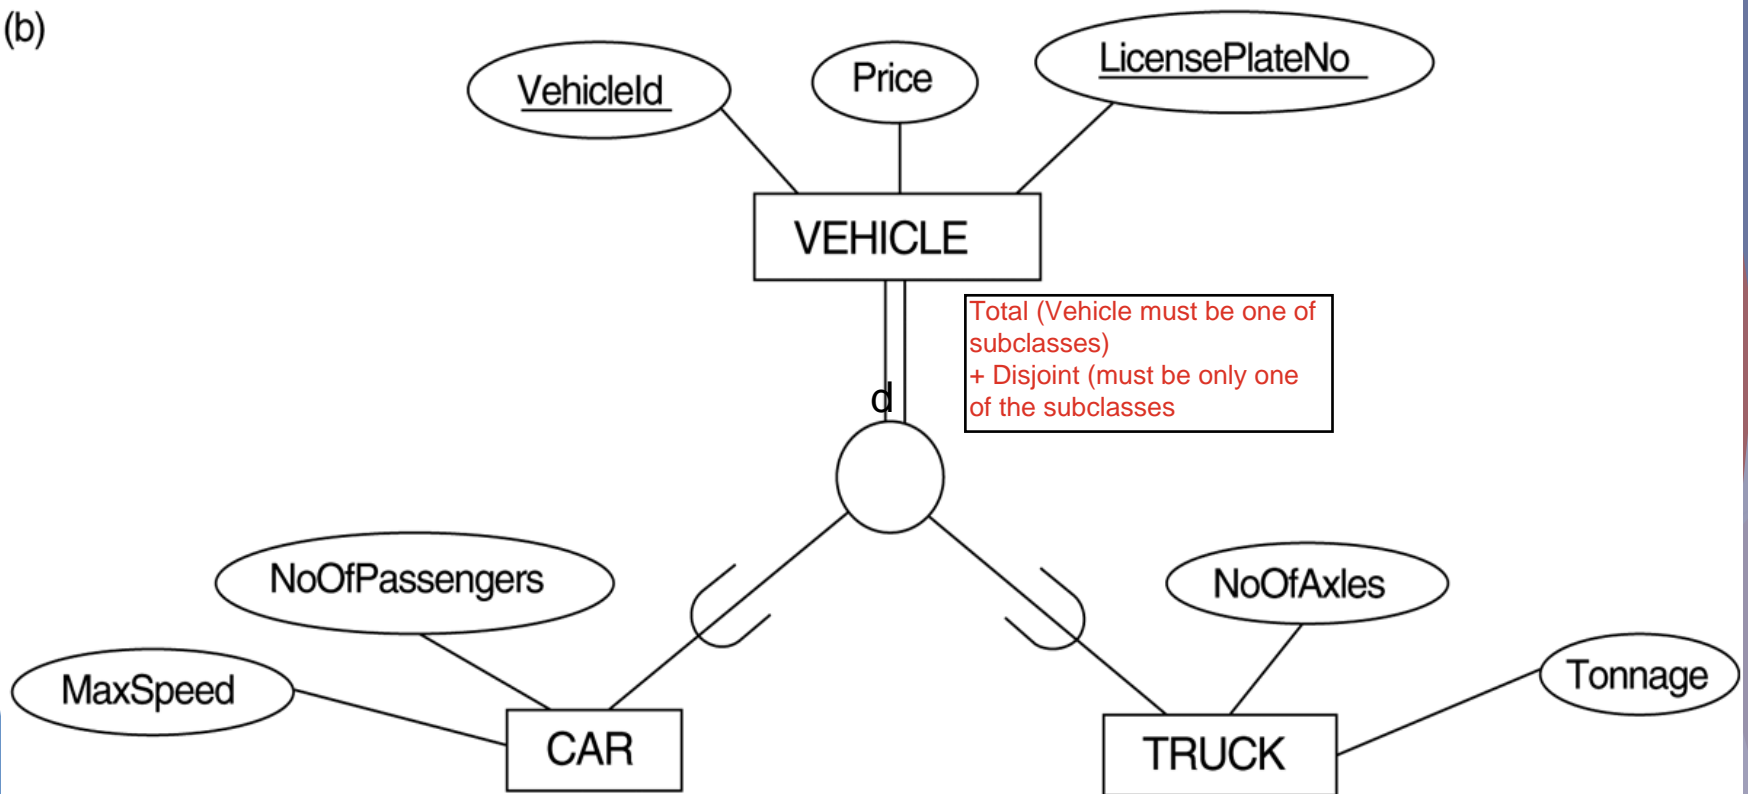 (b)
VehicleId
Price
LicensePlateNo
VEHICLE
Total (Vehicle must be one of
subclasses)
+ Disjoint (must be only one
of the subclasses
d
NoOfPassengers
NoOfAxles
MaxSpeed
Tonnage
CAR
TRUCK